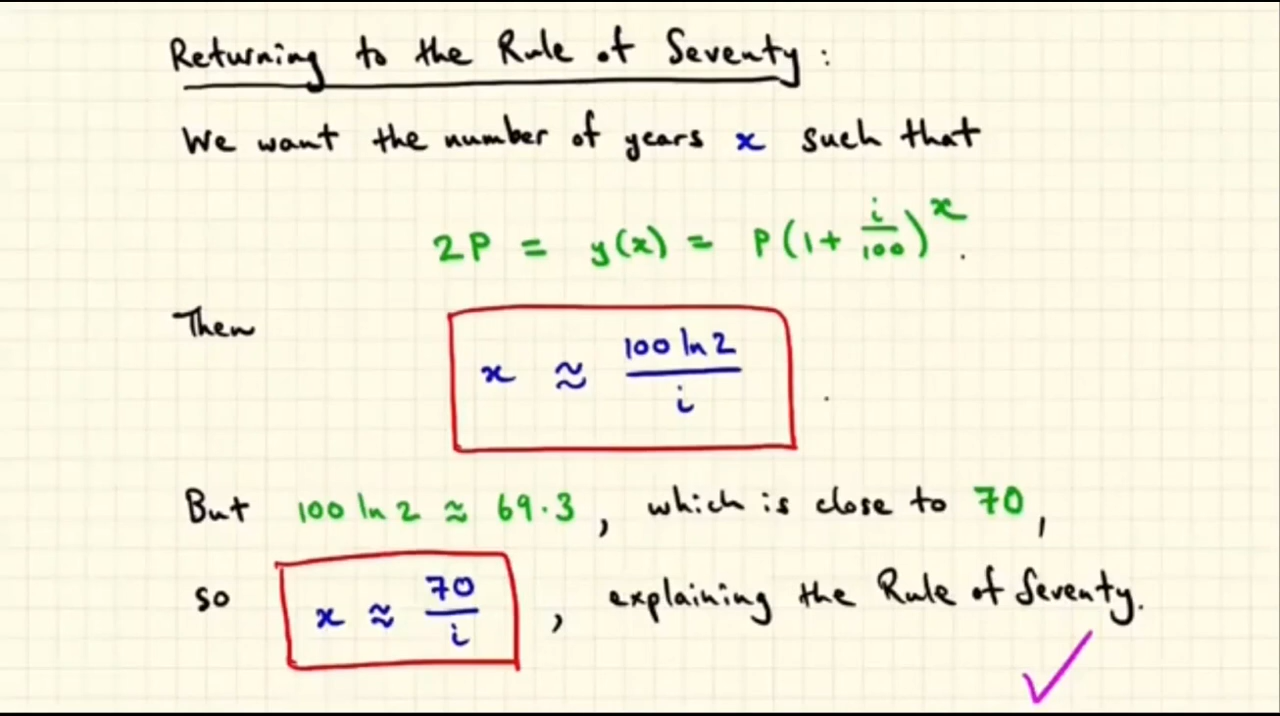 Returning to the Rule of Seventy :
We want the number of years x such that
2P = y(x) = P(1 + i/100)^x .
Then
x ≈ 100 ln 2 / i .
But 100 ln 2 ≈ 69.3 , which is close to 70 ,
so x ≈ 70 / i , explaining the Rule of Seventy.